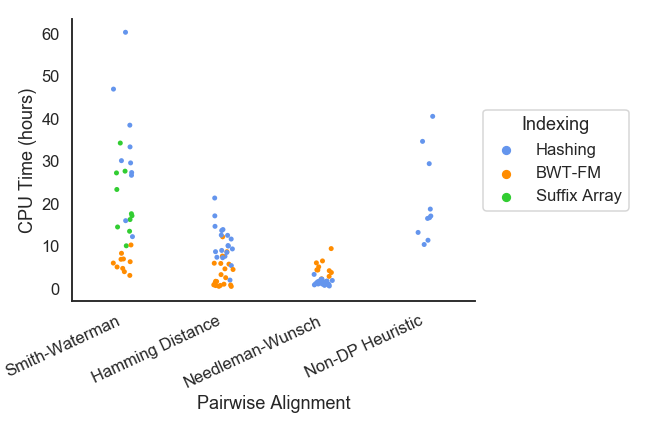 60
50
40
30
20
10
0
CPU Time (hours)
Smith-Waterman
Hamming Distance
Needleman-Wunsch
Non-DP Heuristic
Pairwise Alignment
Indexing
Hashing
BWT-FM
Suffix Array